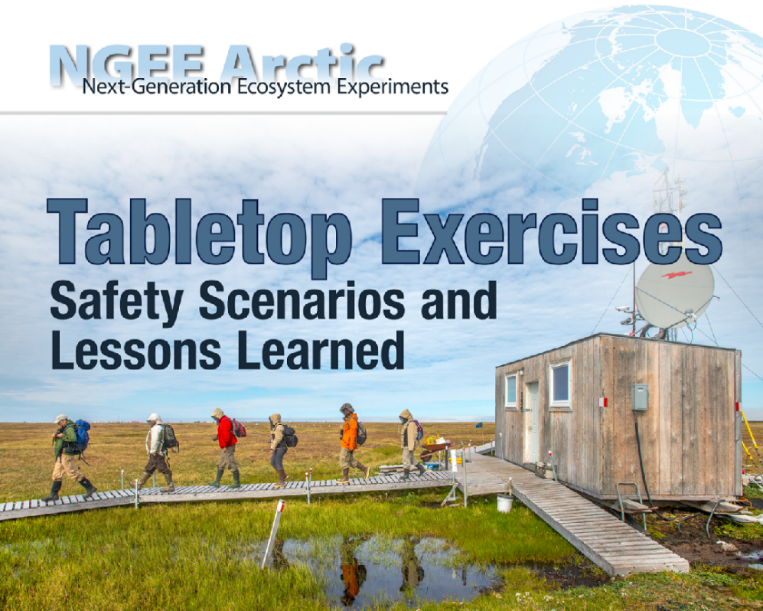 NGEE Arctic
Next-Generation Ecosystem Experiments
Tabletop Exercises
Safety Scenarios and
Lessons Learned